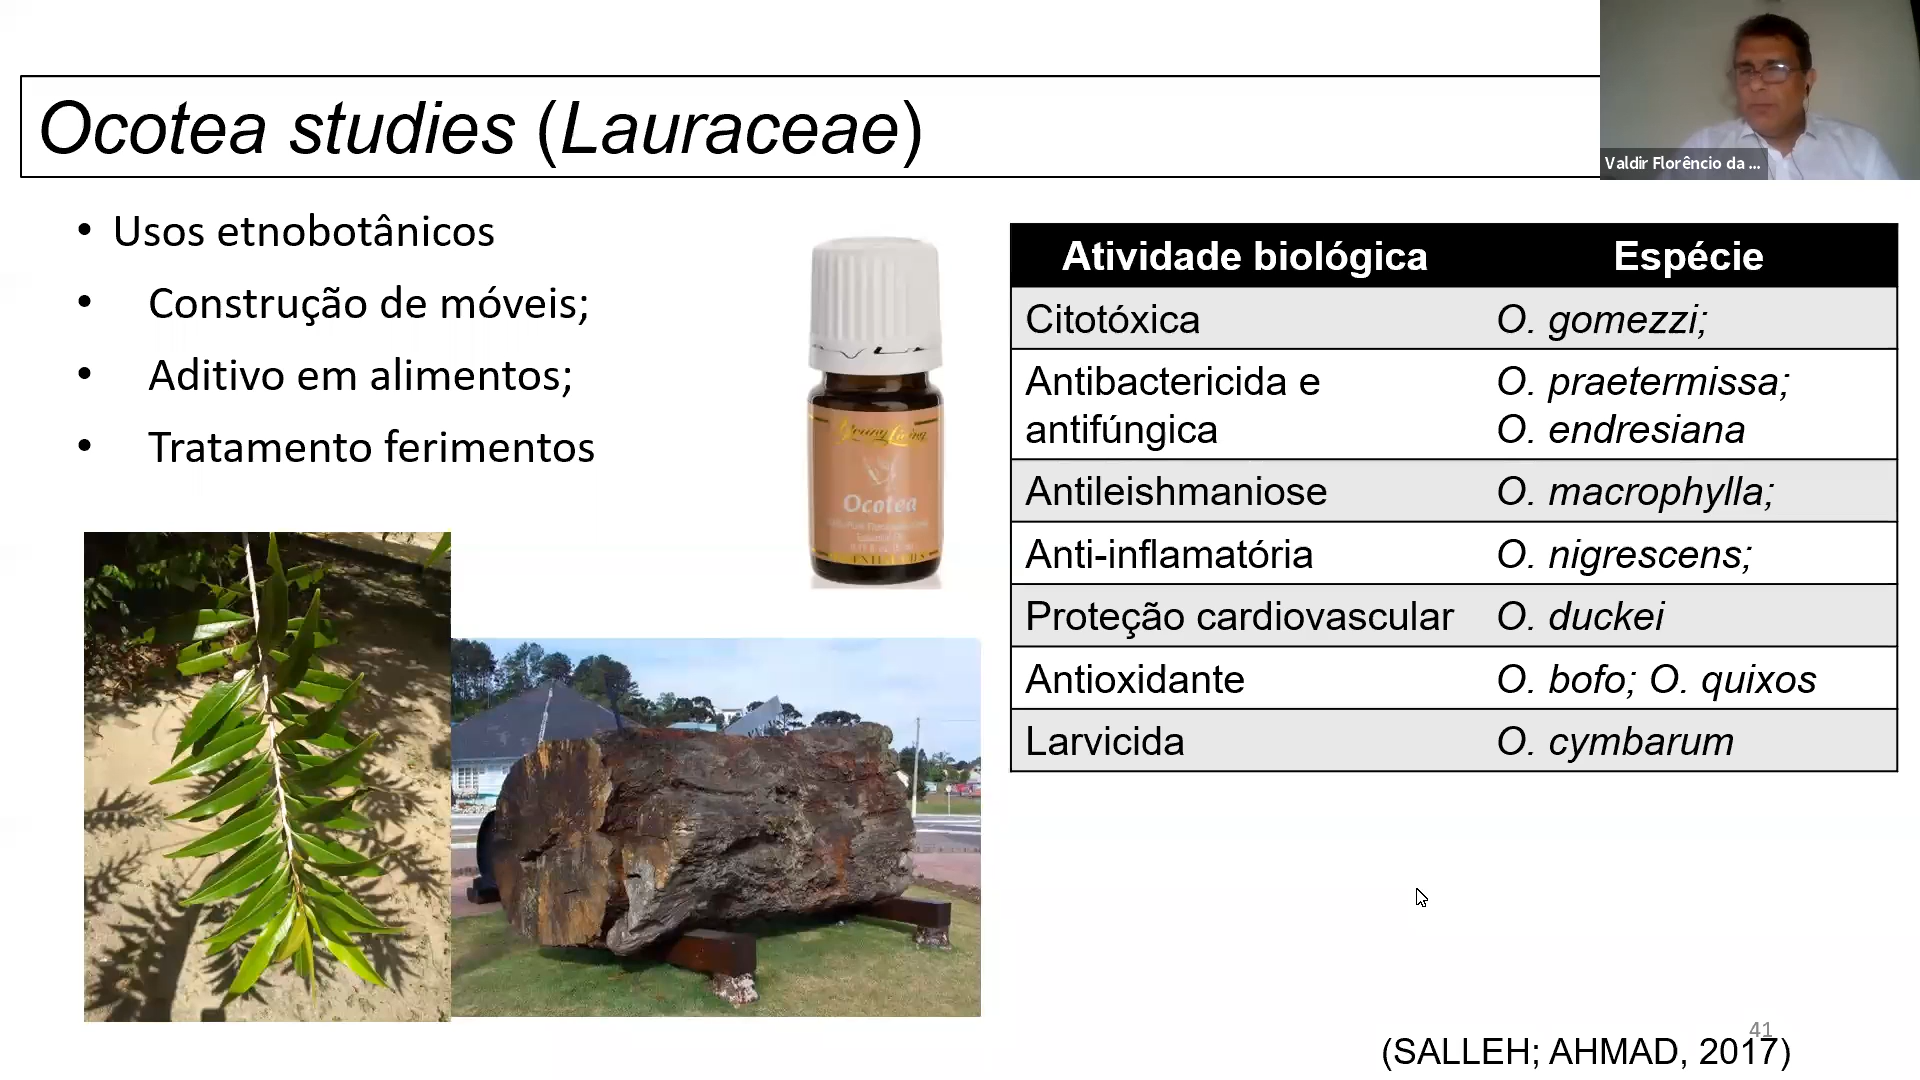 Ocotea studies (Lauraceae)
Valdir Florêncio da ...
• Usos etnobotânicos
• Construção de móveis;
• Aditivo em alimentos;
• Tratamento ferimentos
Young Living
Ocotea
Atividade biológica Espécie
Citotóxica O. gomezzi;
Antibactericida e O. praetermissa;
antifúngica O. endresiana
Antileishmaniose O. macrophylla;
Anti-inflamatória O. nigrescens;
Proteção cardiovascular O. duckei
Antioxidante O. bofo; O. quixos
Larvicida O. cymbarum
41
(SALLEH; AHMAD, 2017)